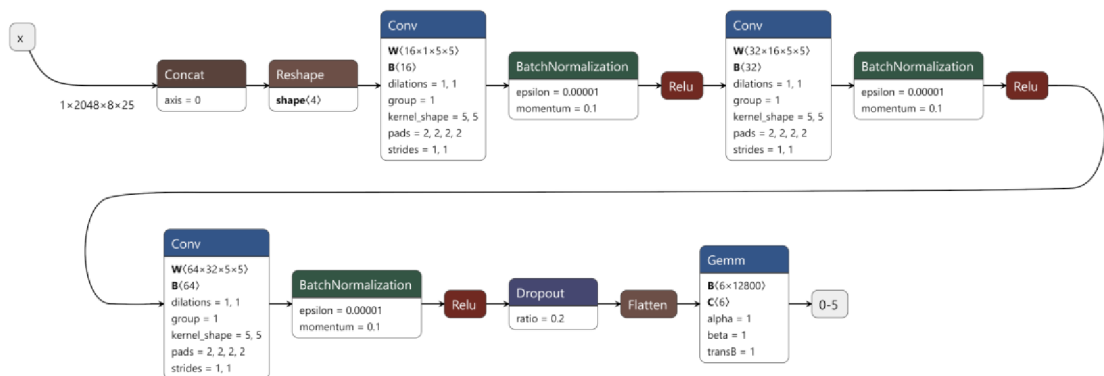 x
1×2048×8×25
Concat
axis = 0
Reshape
shape⟨4⟩
Conv
W⟨16×1×5×5⟩
B⟨16⟩
dilations = 1, 1
group = 1
kernel_shape = 5, 5
pads = 2, 2, 2, 2
strides = 1, 1
BatchNormalization
epsilon = 0.00001
momentum = 0.1
Relu
Conv
W⟨32×16×5×5⟩
B⟨32⟩
dilations = 1, 1
group = 1
kernel_shape = 5, 5
pads = 2, 2, 2, 2
strides = 1, 1
BatchNormalization
epsilon = 0.00001
momentum = 0.1
Relu
Conv
W⟨64×32×5×5⟩
B⟨64⟩
dilations = 1, 1
group = 1
kernel_shape = 5, 5
pads = 2, 2, 2, 2
strides = 1, 1
BatchNormalization
epsilon = 0.00001
momentum = 0.1
Relu
Dropout
ratio = 0.2
Flatten
Gemm
B⟨6×12800⟩
C⟨6⟩
alpha = 1
beta = 1
transB = 1
0-5